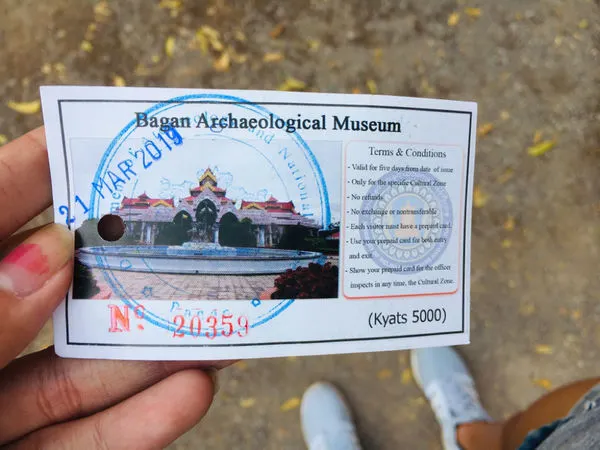 Bagan Archaeological Museum
21 MAR 2019
Terms & Conditions
- Valid for five days from date of issue
- Only for the specific Cultural Zone
- No refunds
- No exchange or nontransferable
- Each visitor must have a prepaid card.
- Use your prepaid card for both entry
and exit.
- Show your prepaid card for the officer
inspects in any time, the Cultural Zone.
Nº 20359
(Kyats 5000)
and National